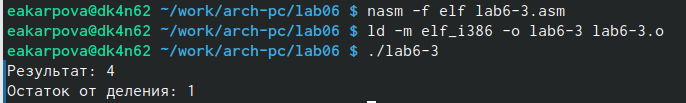 eakarpova@dk4n62 ~/work/arch-pc/lab06 $ nasm -f elf lab6-3.asm
eakarpova@dk4n62 ~/work/arch-pc/lab06 $ ld -m elf_i386 -o lab6-3 lab6-3.o
eakarpova@dk4n62 ~/work/arch-pc/lab06 $ ./lab6-3
Результат: 4
Остаток от деления: 1